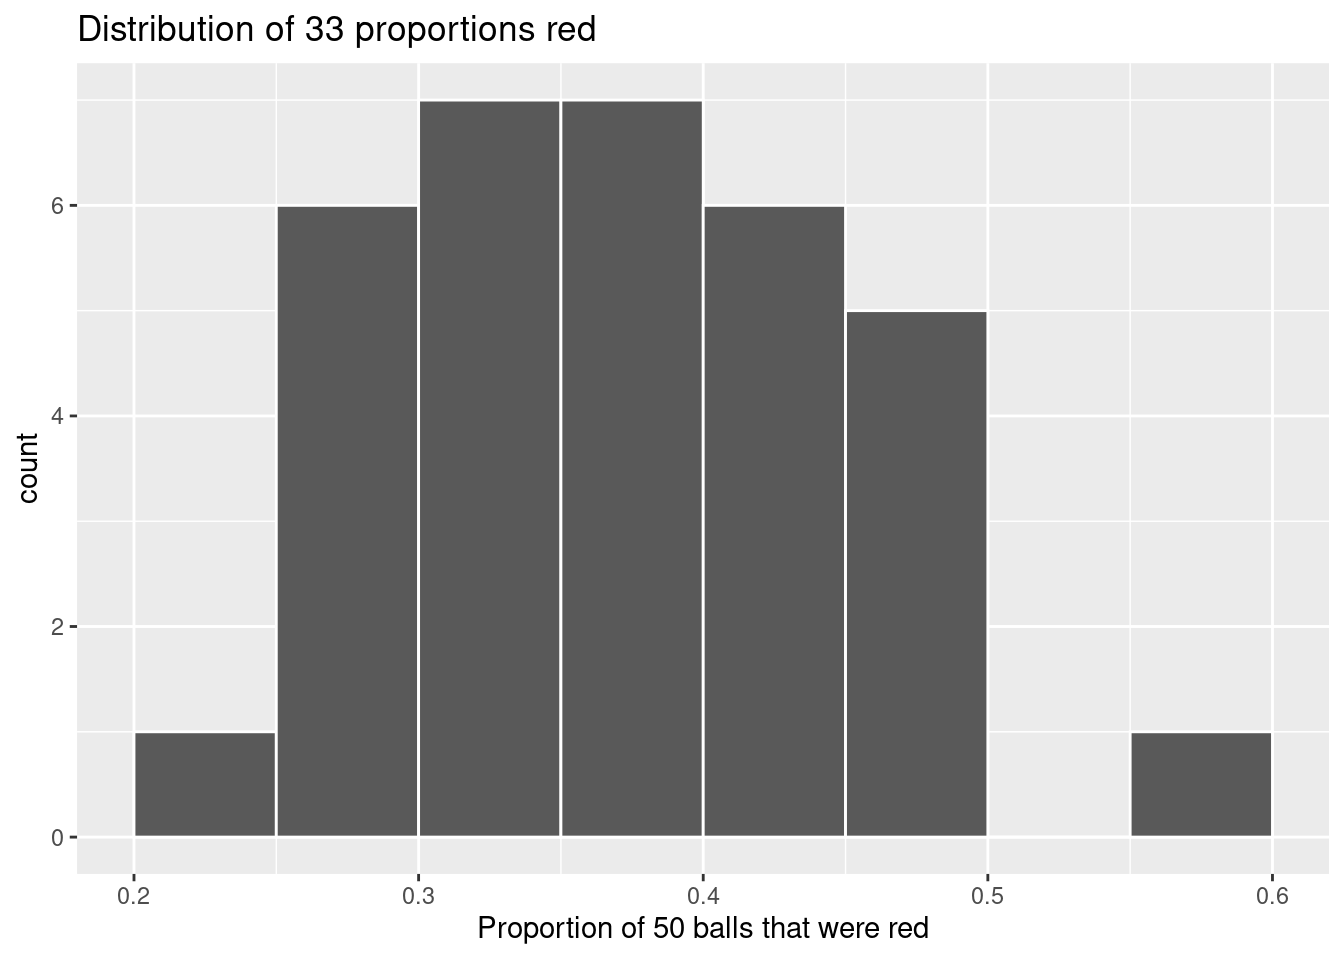 Distribution of 33 proportions red
6
4
2
0
count
0.2 0.3 0.4 0.5 0.6
Proportion of 50 balls that were red